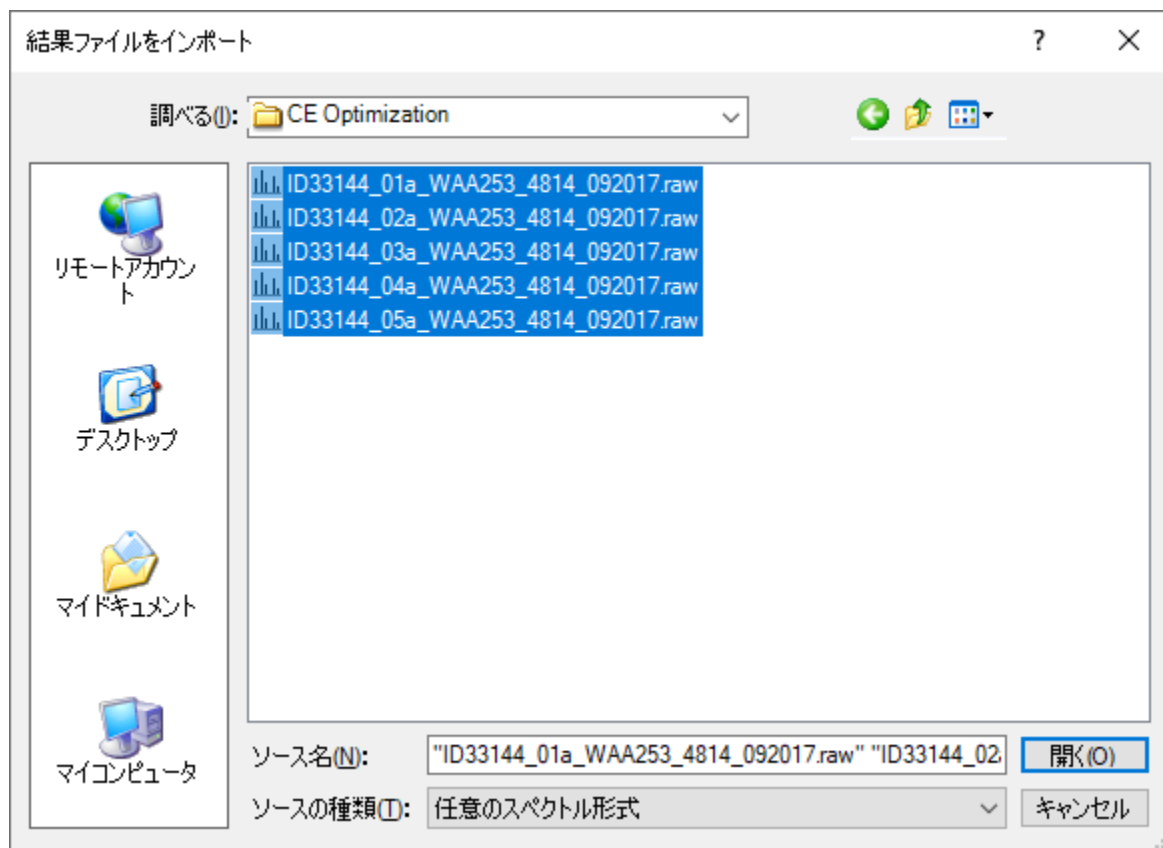 結果ファイルをインポート
?
調べる(I):
CE Optimization
ID33144_01a_WAA253_4814_092017.raw
ID33144_02a_WAA253_4814_092017.raw
ID33144_03a_WAA253_4814_092017.raw
ID33144_04a_WAA253_4814_092017.raw
ID33144_05a_WAA253_4814_092017.raw
リモートアカウン
ト
デスクトップ
マイドキュメント
マイコンピュータ
ソース名(N):
"ID33144_01a_WAA253_4814_092017.raw" "ID33144_02a
開く(O)
ソースの種類(T):
任意のスペクトル形式
キャンセル